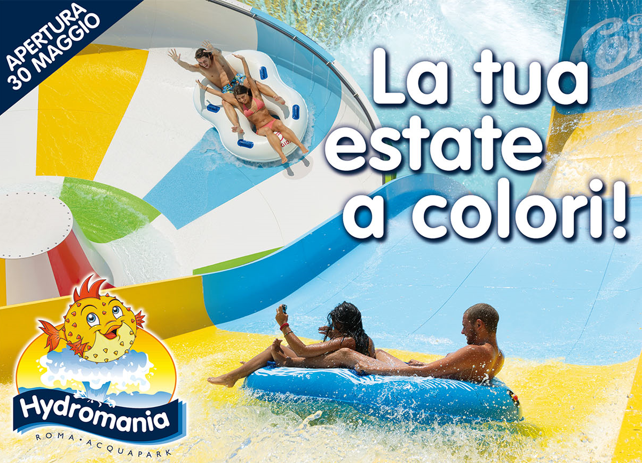 APERTURA
30 MAGGIO
La tua
estate
a colori!
Hydromania
ROMA • ACQUAPARK